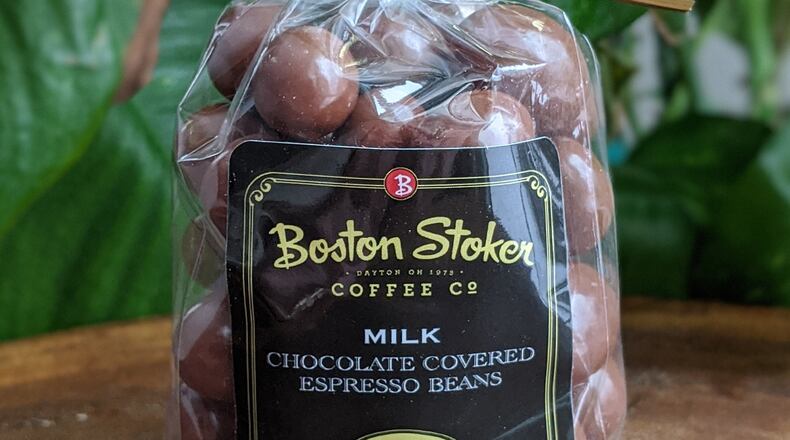 B
Boston Stoker
• DAYTON OH 1973 •
COFFEE Cº
MILK
CHOCOLATE COVERED
ESPRESSO BEANS